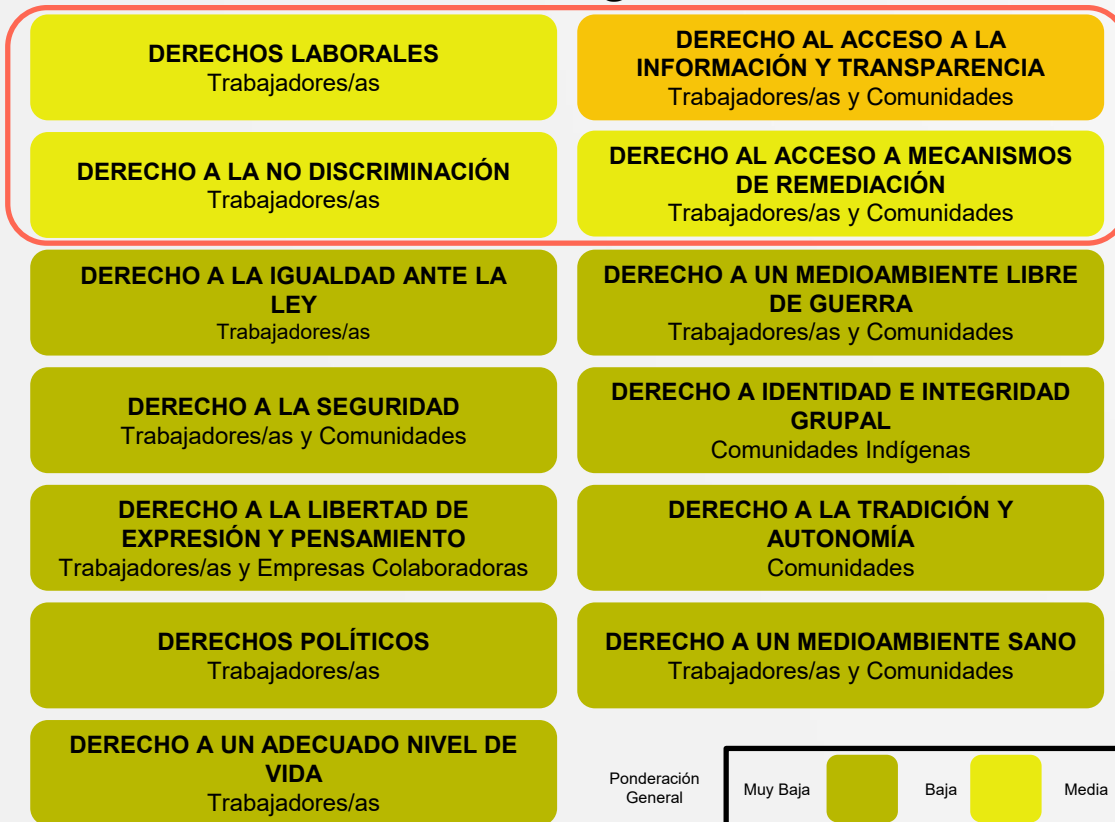 DERECHOS LABORALES
Trabajadores/as
DERECHO AL ACCESO A LA
INFORMACIÓN Y TRANSPARENCIA
Trabajadores/as y Comunidades
DERECHO A LA NO DISCRIMINACIÓN
Trabajadores/as
DERECHO AL ACCESO A MECANISMOS
DE REMEDIACIÓN
Trabajadores/as y Comunidades
DERECHO A LA IGUALDAD ANTE LA
LEY
Trabajadores/as
DERECHO A UN MEDIOAMBIENTE LIBRE
DE GUERRA
Trabajadores/as y Comunidades
DERECHO A LA SEGURIDAD
Trabajadores/as y Comunidades
DERECHO A IDENTIDAD E INTEGRIDAD
GRUPAL
Comunidades Indígenas
DERECHO A LA LIBERTAD DE
EXPRESIÓN Y PENSAMIENTO
Trabajadores/as y Empresas Colaboradoras
DERECHO A LA TRADICIÓN Y
AUTONOMÍA
Comunidades
DERECHOS POLÍTICOS
Trabajadores/as
DERECHO A UN MEDIOAMBIENTE SANO
Trabajadores/as y Comunidades
DERECHO A UN ADECUADO NIVEL DE
VIDA
Trabajadores/as
Ponderación
General
Muy Baja
Baja
Media